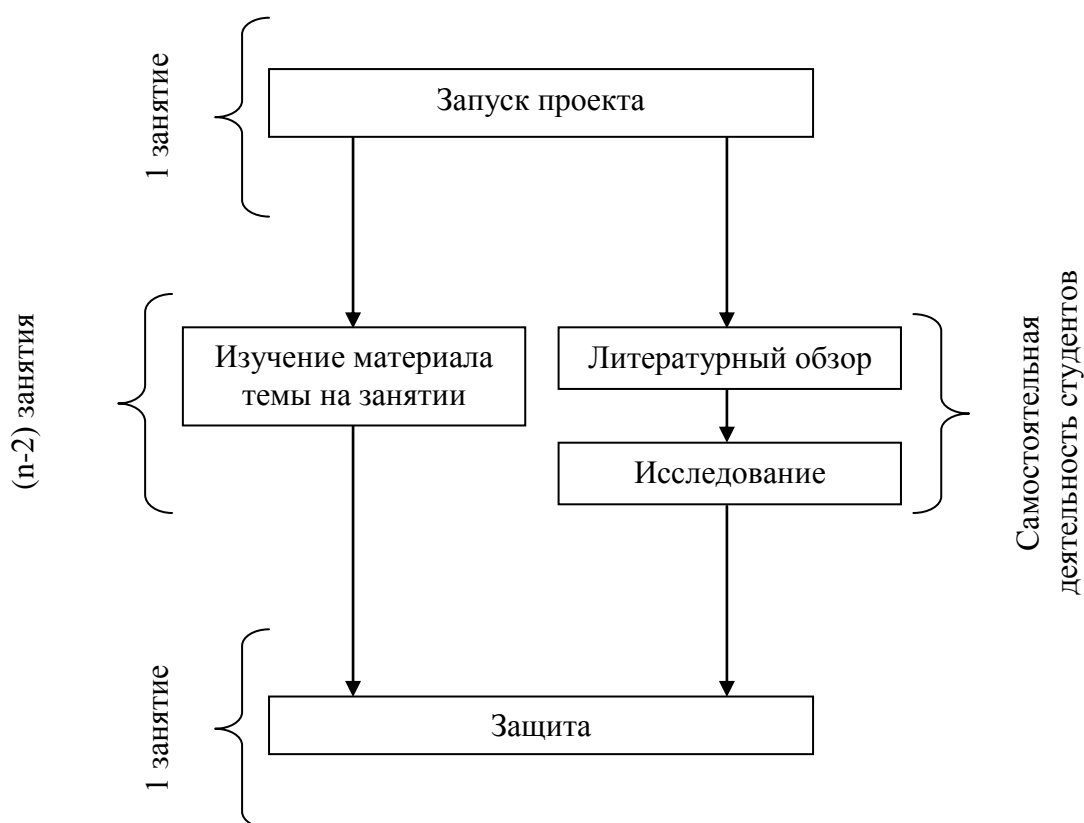 1 занятие
Запуск проекта
(n-2) занятия
Изучение материала
темы на занятии
Литературный обзор
Исследование
Самостоятельная
деятельность студентов
1 занятие
Защита